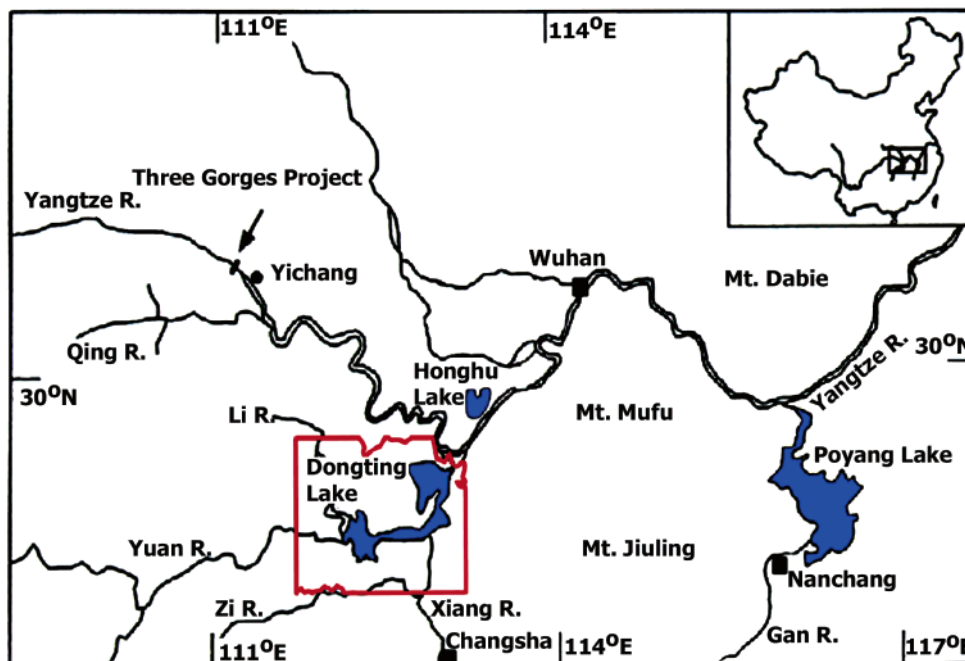 111°E
114°E
Three Gorges Project
Yangtze R.
Wuhan
Yichang
Mt. Dabie
Qing R.
Yangtze R.
30°N
30°N
Honghu
Lake
Mt. Mufu
Li R.
Dongting
Lake
Poyang Lake
Yuan R.
Mt. Jiuling
Nanchang
Zi R.
Xiang R.
Changsha
Gan R.
111°E
114°E
117°E